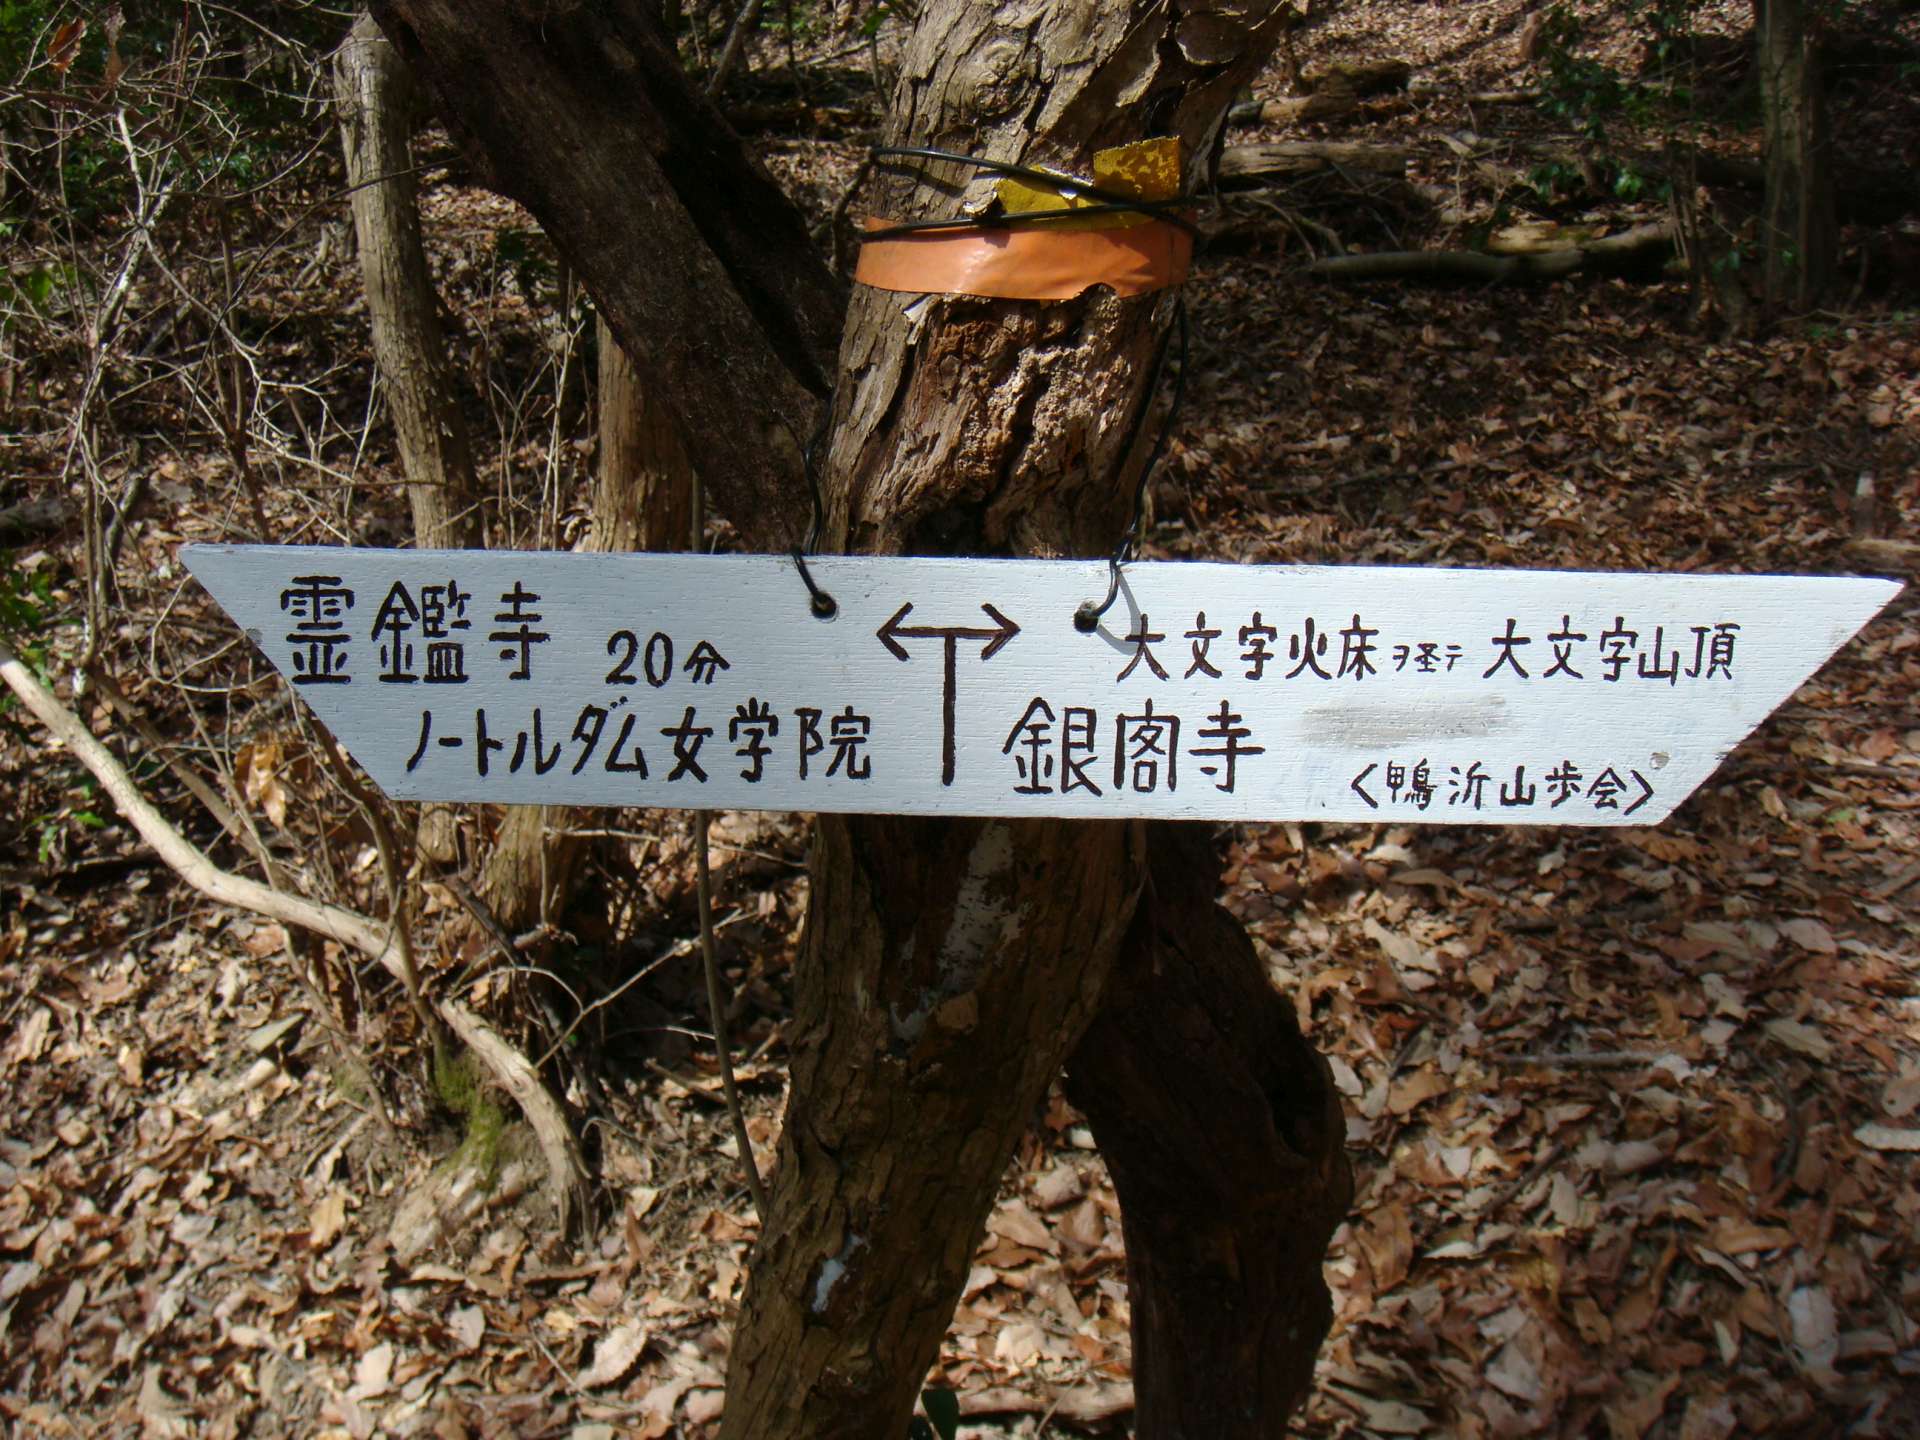 霊鑑寺 20分
ノートルダム女学院
大文字火床ヲ経テ 大文字山頂
銀閣寺
<鴨沂山歩会>